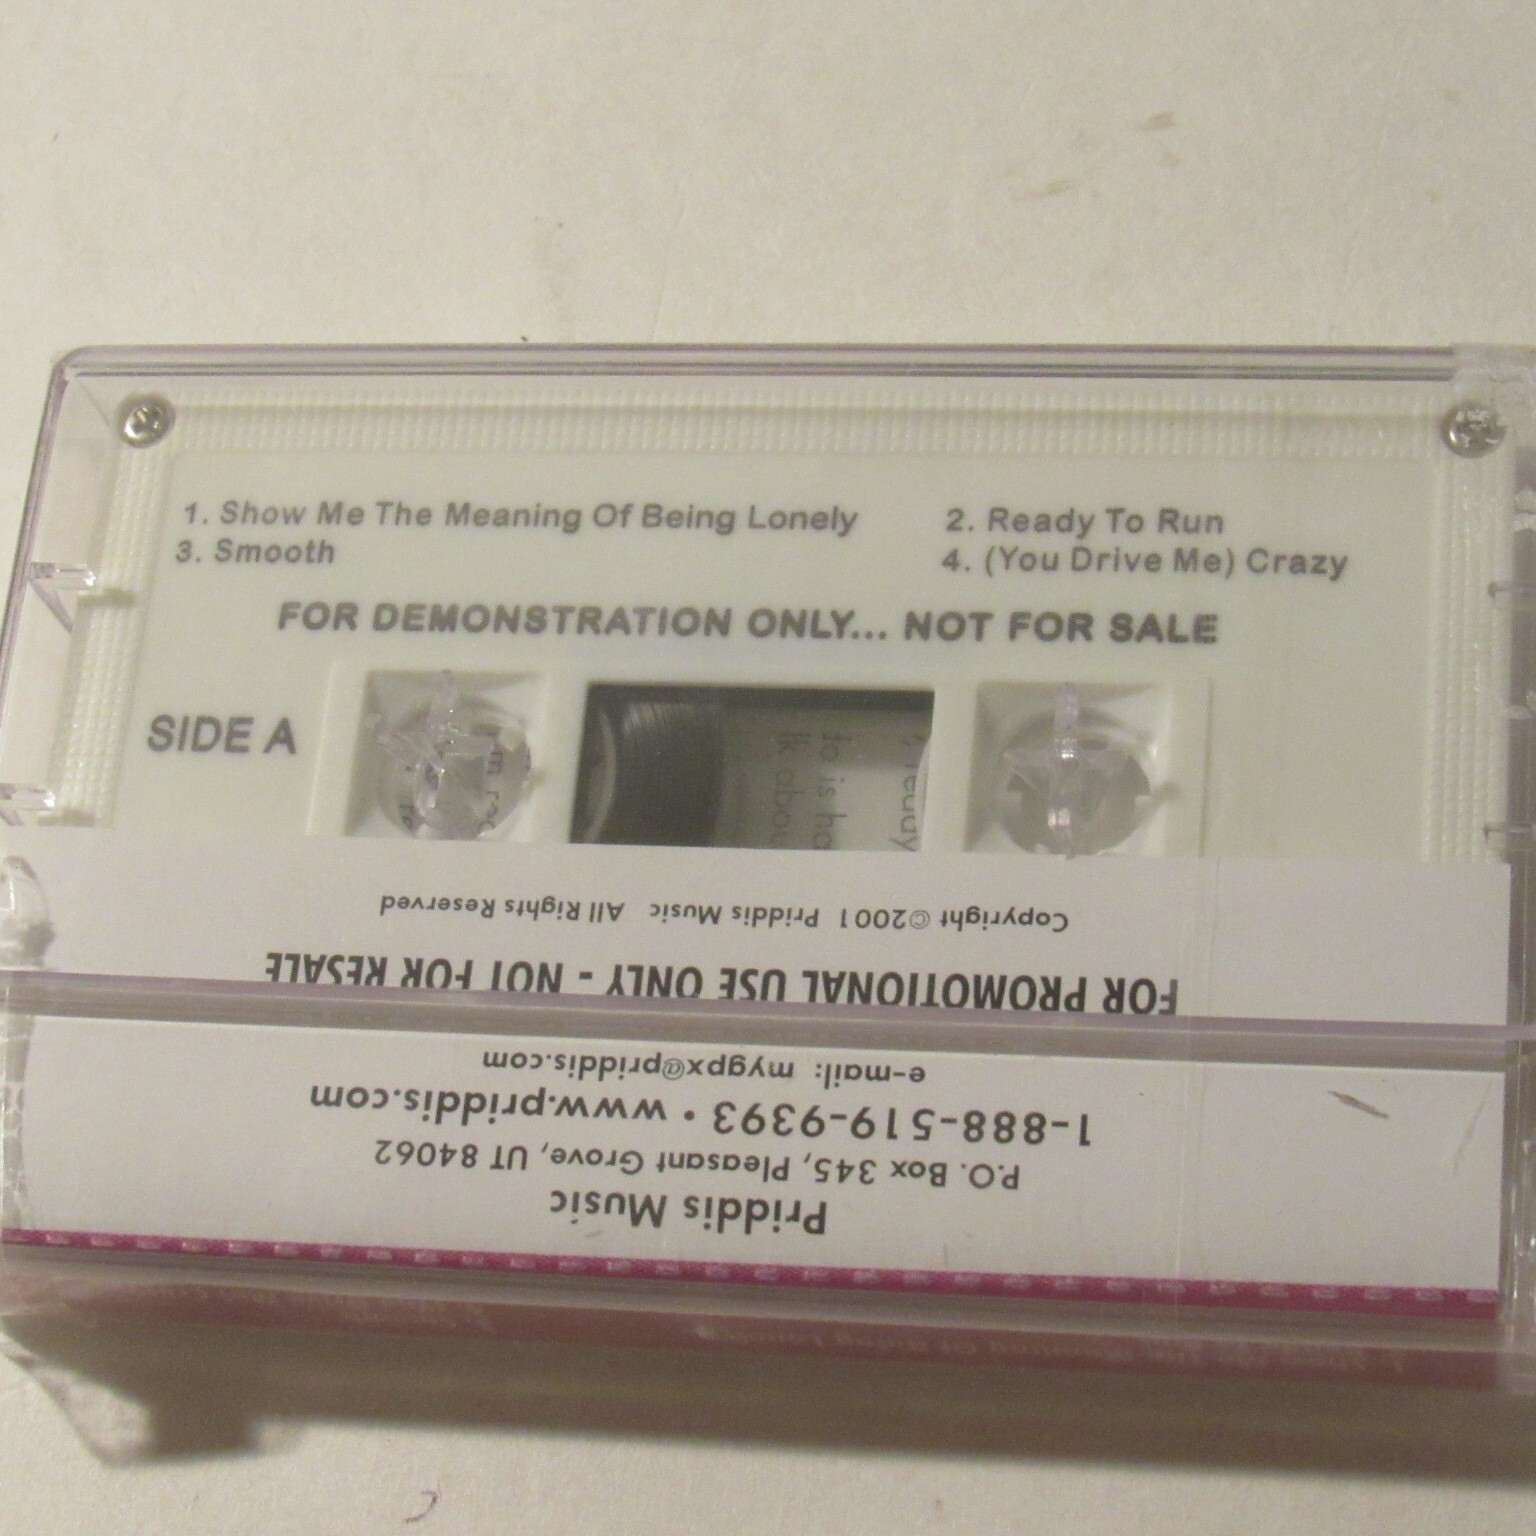 1. Show Me The Meaning Of Being Lonely 2. Ready To Run
3. Smooth 4. (You Drive Me) Crazy
FOR DEMONSTRATION ONLY... NOT FOR SALE
SIDE A
Priddis Music
P.O. Box 345, Pleasant Grove, UT 84062
1-888-519-9393 • www.priddis.com
e-mail: mygpx@priddis.com
FOR PROMOTIONAL USE ONLY - NOT FOR RESALE
Copyright ©2001 Priddis Music All Rights Reserved